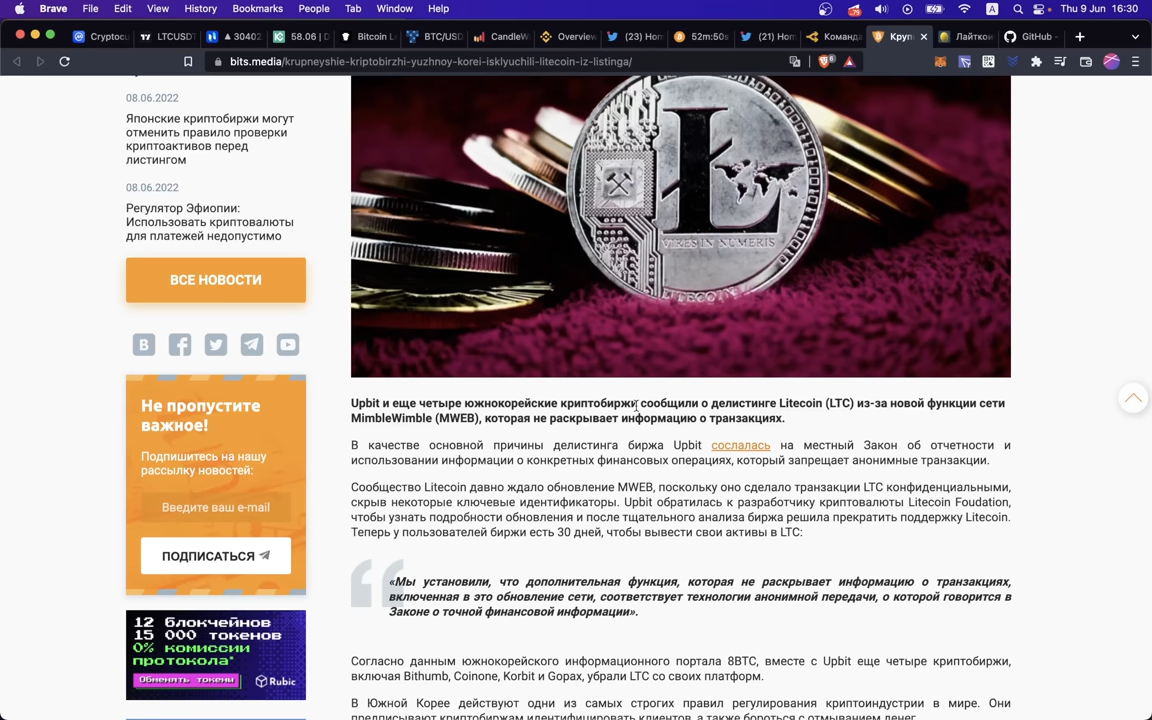 Brave File Edit View History Bookmarks People Tab Window Help Thu 9 Jun 16:30
Cryptocu LTCUSDT 30402 58.06 | D Bitcoin L BTC/USD CandleW Overview (23) Hom 52m:50s (21) Hom Команда Круп Лайткои GitHub -
bits.media/krupneyshie-kriptobirzhi-yuzhnoy-korei-isklyuchili-litecoin-iz-listinga/
08.06.2022
Японские криптобиржи могут
отменить правило проверки
криптоактивов перед
листингом
08.06.2022
Регулятор Эфиопии:
Использовать криптовалюты
для платежей недопустимо
ВСЕ НОВОСТИ
Не пропустите
важное!
Подпишитесь на нашу
рассылку новостей:
Введите ваш e-mail
ПОДПИСАТЬСЯ
12 блокчейнов
15 000 токенов
0% комиссии
протокола*
Обменять токены
Rubic
VIRES IN NUMERIS
LITECOIN
Upbit и еще четыре южнокорейские криптобиржи сообщили о делистинге Litecoin (LTC) из-за новой функции сети
MimbleWimble (MWEB), которая не раскрывает информацию о транзакциях.
В качестве основной причины делистинга биржа Upbit сослалась на местный Закон об отчетности и
использовании информации о конкретных финансовых операциях, который запрещает анонимные транзакции.
Сообщество Litecoin давно ждало обновление MWEB, поскольку оно сделало транзакции LTC конфиденциальными,
скрыв некоторые ключевые идентификаторы. Upbit обратилась к разработчику криптовалюты Litecoin Foudation,
чтобы узнать подробности обновления и после тщательного анализа биржа решила прекратить поддержку Litecoin.
Теперь у пользователей биржи есть 30 дней, чтобы вывести свои активы в LTC:
«Мы установили, что дополнительная функция, которая не раскрывает информацию о транзакциях,
включенная в это обновление сети, соответствует технологии анонимной передачи, о которой говорится в
Законе о точной финансовой информации».
Согласно данным южнокорейского информационного портала 8BTC, вместе с Upbit еще четыре криптобиржи,
включая Bithumb, Coinone, Korbit и Gopax, убрали LTC со своих платформ.
В Южной Корее действуют одни из самых строгих правил регулирования криптоиндустрии в мире. Они
предписывают криптобиржам идентифицировать клиентов, а также бороться с отмыванием денег.